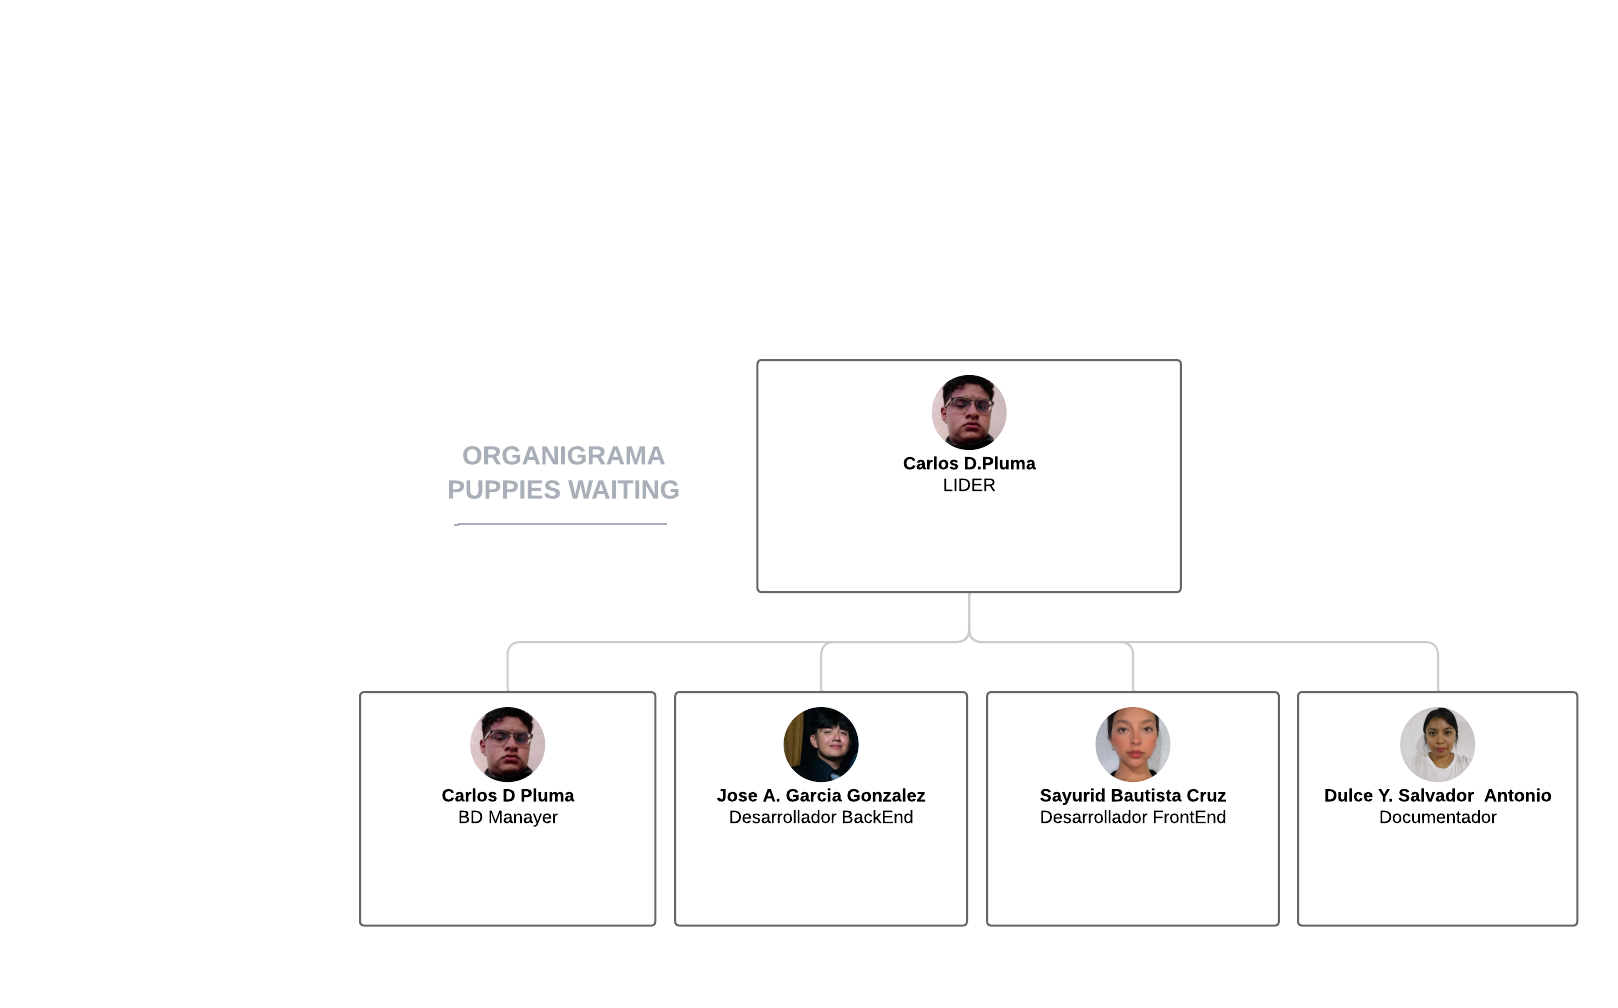 ORGANIGRAMA
PUPPIES WAITING
Carlos D.Pluma
LIDER
Carlos D Pluma
BD Manayer
Jose A. Garcia Gonzalez
Desarrollador BackEnd
Sayurid Bautista Cruz
Desarrollador FrontEnd
Dulce Y. Salvador  Antonio
Documentador